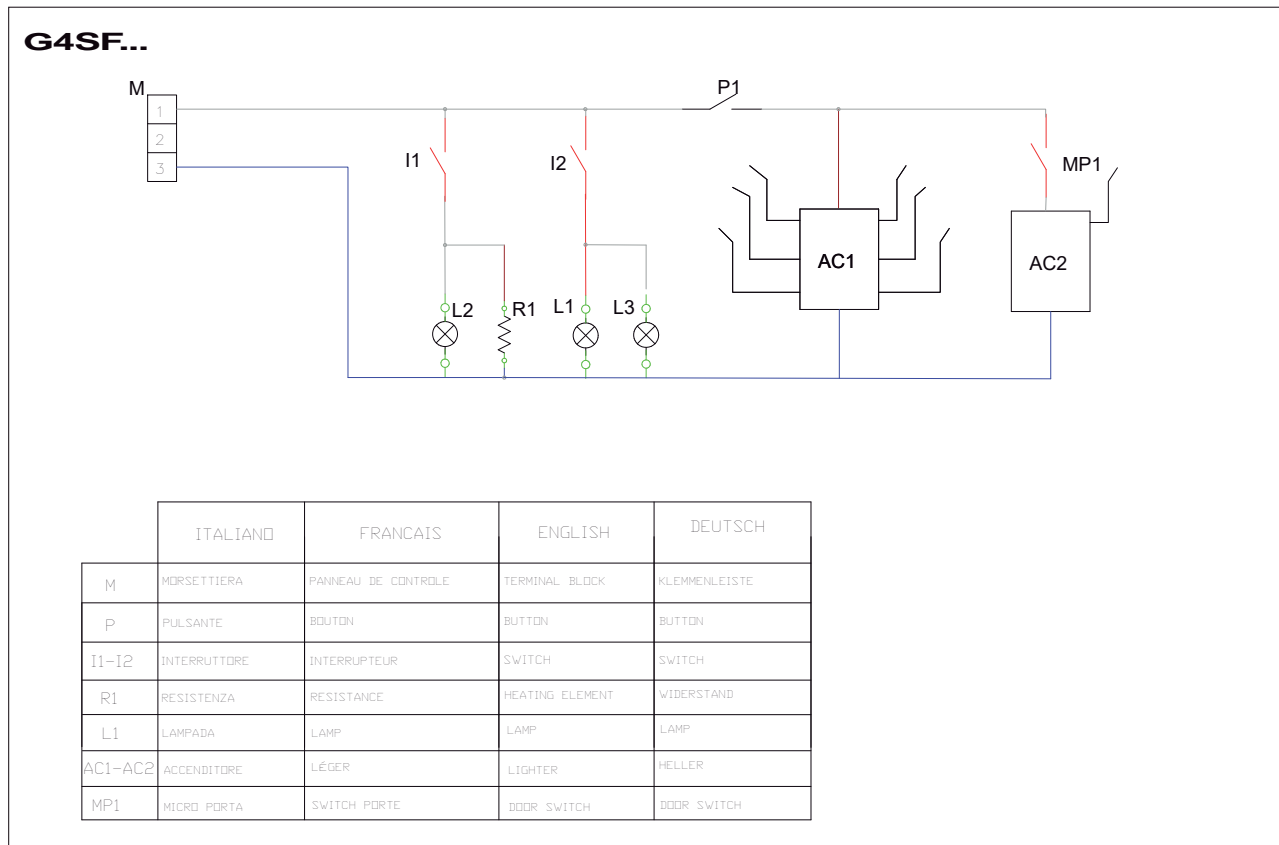 G4SF...
M
P1
1
2
3
I1
I2
MP1
AC1
AC2
L2
R1
L1
L3
ITALIANO FRANCAIS ENGLISH DEUTSCH
M MORSETTIERA PANNEAU DE CONTROLE TERMINAL BLOCK KLEMMENLEISTE
P PULSANTE BOUTON BUTTON BUTTON
I1-I2 INTERRUTTORE INTERRUPTEUR SWITCH SWITCH
R1 RESISTENZA RESISTANCE HEATING ELEMENT WIDERSTAND
L1 LAMPADA LAMP LAMP LAMP
AC1-AC2 ACCENDITORE LÉGER LIGHTER HELLER
MP1 MICRO PORTA SWITCH PORTE DOOR SWITCH DOOR SWITCH